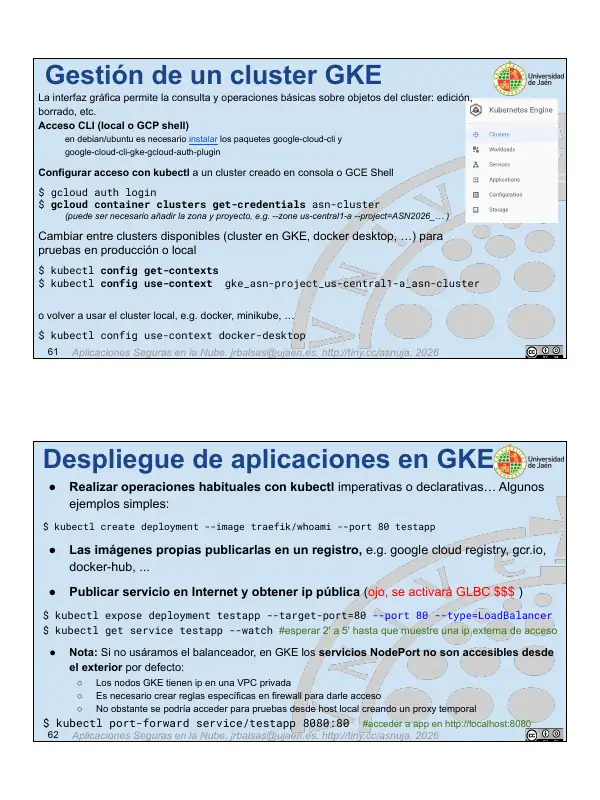 Gestión de un cluster GKE
Universidad
de Jaén
La interfaz gráfica permite la consulta y operaciones básicas sobre objetos del cluster: edición,
borrado, etc.
Acceso CLI (local o GCP shell)
en debian/ubuntu es necesario instalar los paquetes google-cloud-cli y
google-cloud-cli-gke-gcloud-auth-plugin
Kubernetes Engine
Clusters
Workloads
Services
Applications
Configuration
Storage
Configurar acceso con kubectl a un cluster creado en consola o GCE Shell
$ gcloud auth login
$ gcloud container clusters get-credentials asn-cluster
(puede ser necesario añadir la zona y proyecto, e.g. --zone us-central1-a --project=ASN2026_... )
Cambiar entre clusters disponibles (cluster en GKE, docker desktop, …) para
pruebas en producción o local
$ kubectl config get-contexts
$ kubectl config use-context gke_asn-project_us-central1-a_asn-cluster
o volver a usar el cluster local, e.g. docker, minikube, …
$ kubectl config use-context docker-desktop
61 Aplicaciones Seguras en la Nube. jrbalsas@ujaen.es. http://tiny.cc/asnuja. 2026
Despliegue de aplicaciones en GKE
Universidad
de Jaén
● Realizar operaciones habituales con kubectl imperativas o declarativas… Algunos
ejemplos simples:
$ kubectl create deployment --image traefik/whoami --port 80 testapp
● Las imágenes propias publicarlas en un registro, e.g. google cloud registry, gcr.io,
docker-hub, ...
● Publicar servicio en Internet y obtener ip pública (ojo, se activará GLBC $$$ )
$ kubectl expose deployment testapp --target-port=80 --port 80 --type=LoadBalancer
$ kubectl get service testapp --watch #esperar 2' a 5' hasta que muestre una ip externa de acceso
● Nota: Si no usáramos el balanceador, en GKE los servicios NodePort no son accesibles desde
el exterior por defecto:
○ Los nodos GKE tienen ip en una VPC privada
○ Es necesario crear reglas específicas en firewall para darle acceso
○ No obstante se podría acceder para pruebas desde host local creando un proxy temporal
$ kubectl port-forward service/testapp 8080:80 #acceder a app en http://localhost:8080
62 Aplicaciones Seguras en la Nube. jrbalsas@ujaen.es. http://tiny.cc/asnuja. 2026